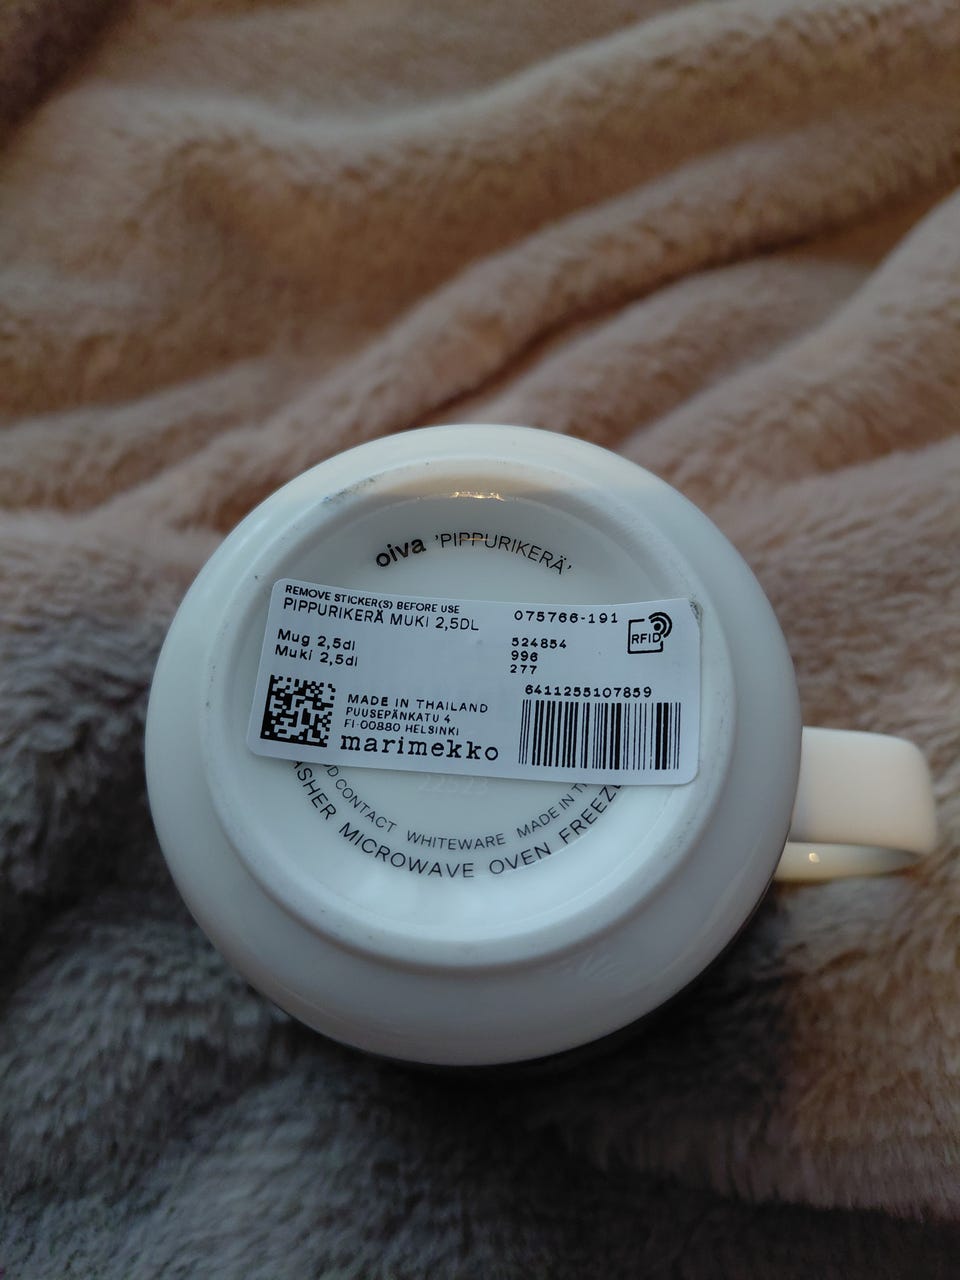 oiva 'PIPPURIKERÄ'
REMOVE STICKER(S) BEFORE USE
PIPPURIKERÄ MUKI 2,5DL
075766-191
RFID
Mug 2,5dl
Muki 2,5dl
524854
996
277
6411255107859
MADE IN THAILAND
PUUSEPÄNKATU 4
FI-00880 HELSINKI
marimekko
CONTACT WHITEWARE MADE IN
MICROWAVE OVEN